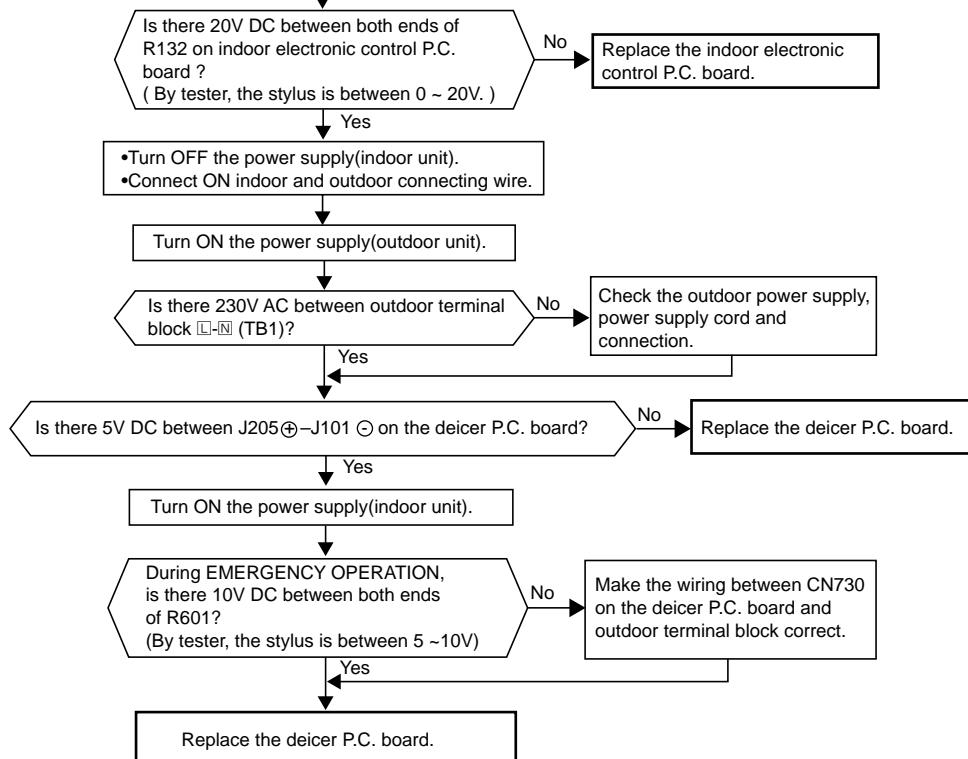 Is there 20V DC between both ends of
R132 on indoor electronic control P.C.
board ?
( By tester, the stylus is between 0 ~ 20V. )
No
Replace the indoor electronic
control P.C. board.
Yes
•Turn OFF the power supply(indoor unit).
•Connect ON indoor and outdoor connecting wire.
Turn ON the power supply(outdoor unit).
Is there 230V AC between outdoor terminal
block 🄻-🄽 (TB1)?
No
Check the outdoor power supply,
power supply cord and
connection.
Yes
Is there 5V DC between J205⊕–J101 ⊖ on the deicer P.C. board?
No
Replace the deicer P.C. board.
Yes
Turn ON the power supply(indoor unit).
During EMERGENCY OPERATION,
is there 10V DC between both ends
of R601?
(By tester, the stylus is between 5 ~10V)
No
Make the wiring between CN730
on the deicer P.C. board and
outdoor terminal block correct.
Yes
Replace the deicer P.C. board.